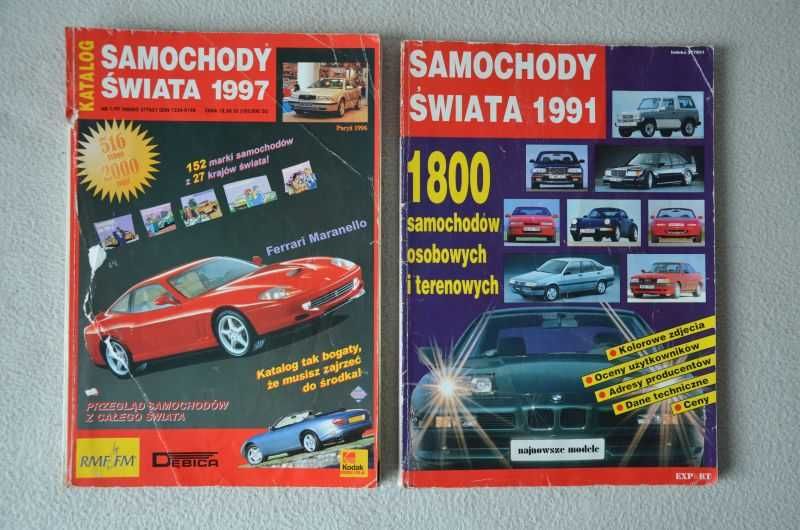 KATALOG
SAMOCHODY
ŚWIATA 1997
Paryż 1996
516
2000
152 marki samochodów
z 27 krajów świata!
Ferrari Maranello
Katalog tak bogaty,
że musisz zajrzeć
do środka!
PRZEGLĄD SAMOCHODÓW
Z CAŁEGO ŚWIATA
RMF FM
DĘBICA
Kodak
SAMOCHODY
ŚWIATA 1991
1800
samochodów
osobowych
i terenowych
Kolorowe zdjęcia
Oceny użytkowników
Adresy producentów
Dane techniczne
Ceny
najnowsze modele
EXPERT